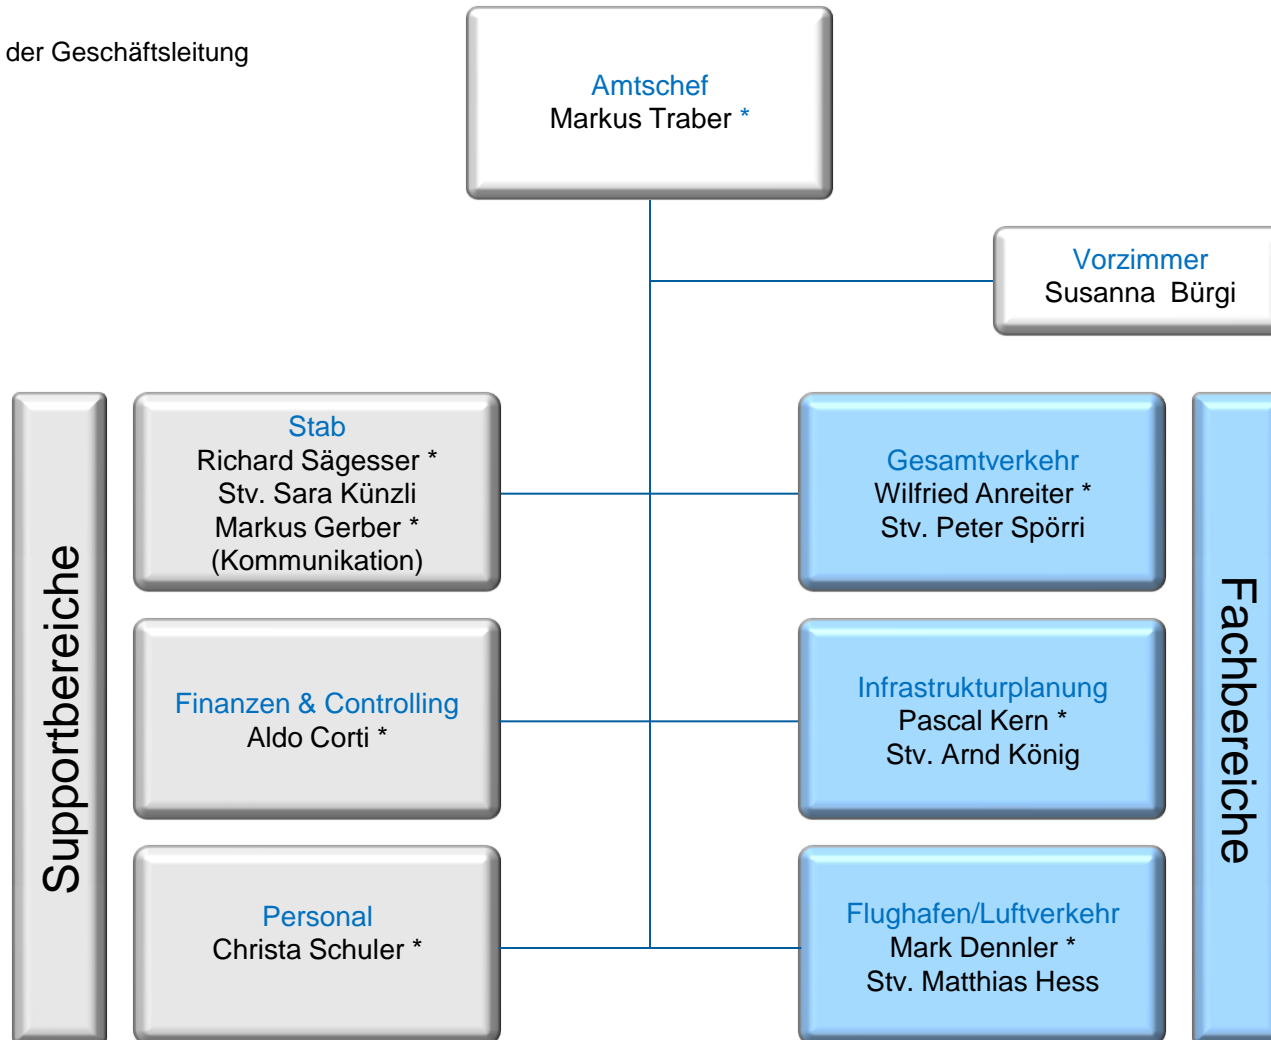 der Geschäftsleitung
Amtschef
Markus Traber *
Vorzimmer
Susanna Bürgi
Supportbereiche
Stab
Richard Sägesser *
Stv. Sara Künzli
Markus Gerber *
(Kommunikation)
Finanzen & Controlling
Aldo Corti *
Personal
Christa Schuler *
Gesamtverkehr
Wilfried Anreiter *
Stv. Peter Spörri
Infrastrukturplanung
Pascal Kern *
Stv. Arnd König
Flughafen/Luftverkehr
Mark Dennler *
Stv. Matthias Hess
Fachbereiche